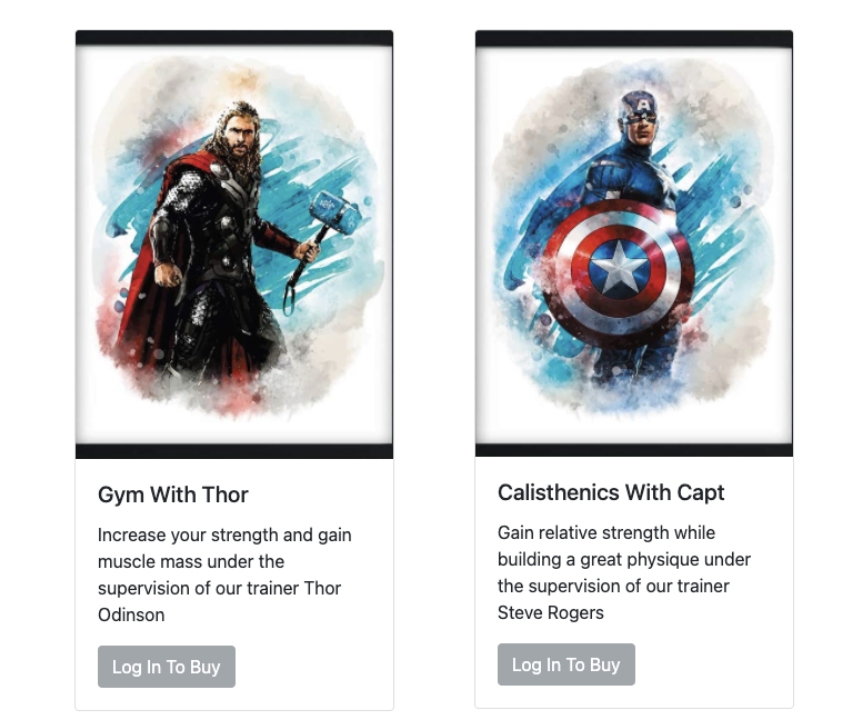 Gym With Thor
Increase your strength and gain
muscle mass under the
supervision of our trainer Thor
Odinson
Log In To Buy
Calisthenics With Capt
Gain relative strength while
building a great physique under
the supervision of our trainer
Steve Rogers
Log In To Buy